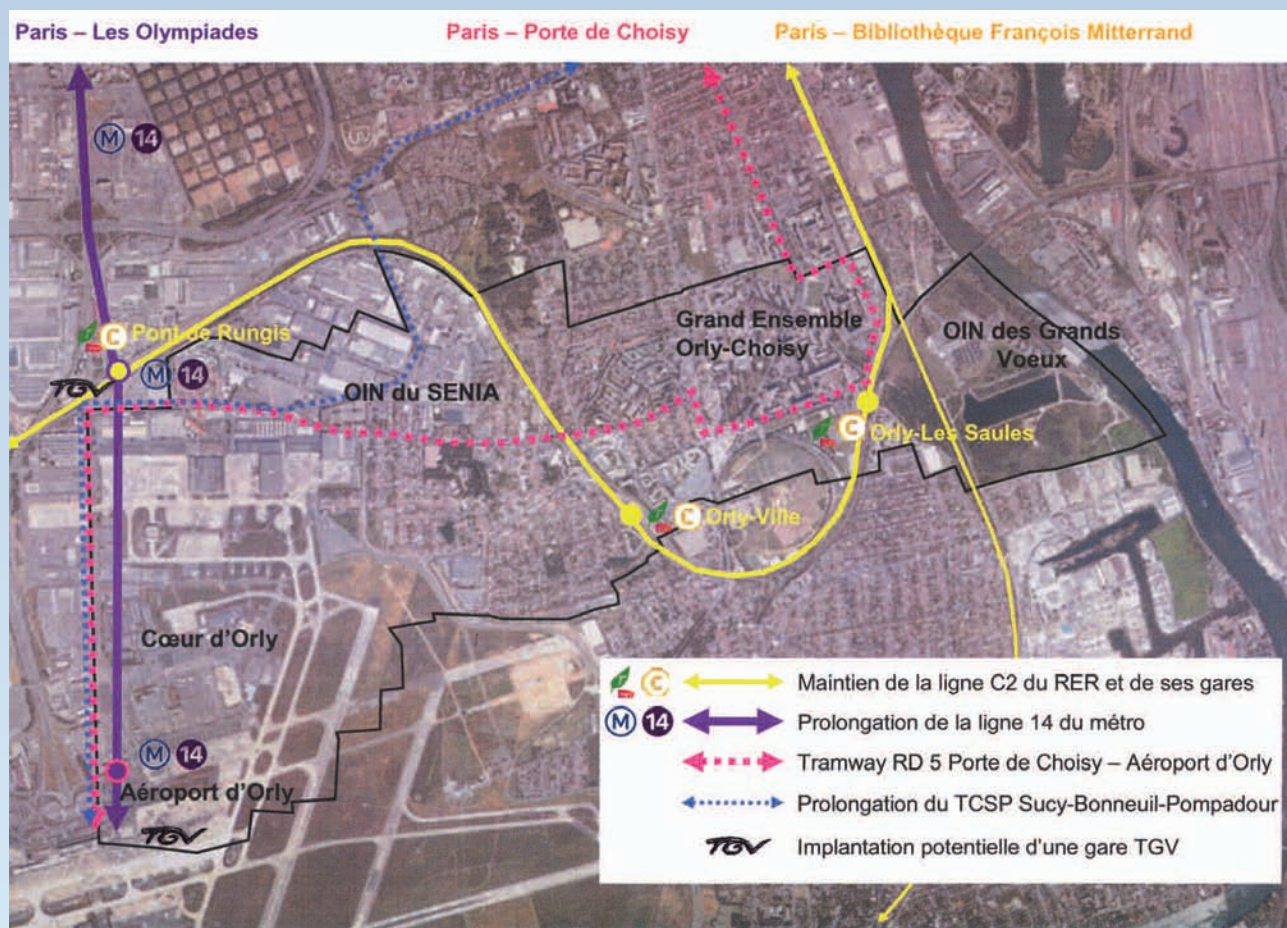 Paris – Les Olympiades
Paris – Porte de Choisy
Paris – Bibliothèque François Mitterrand
M 14
C Pont de Rungis
TGV
M 14
OIN du SENIA
Grand Ensemble
Orly-Choisy
OIN des Grands
Voeux
C Orly-Les Saules
C Orly-Ville
Cœur d'Orly
M 14
Aéroport d'Orly
TGV
C Maintien de la ligne C2 du RER et de ses gares
M 14 Prolongation de la ligne 14 du métro
Tramway RD 5 Porte de Choisy – Aéroport d'Orly
Prolongation du TCSP Sucy-Bonneuil-Pompadour
TGV Implantation potentielle d'une gare TGV